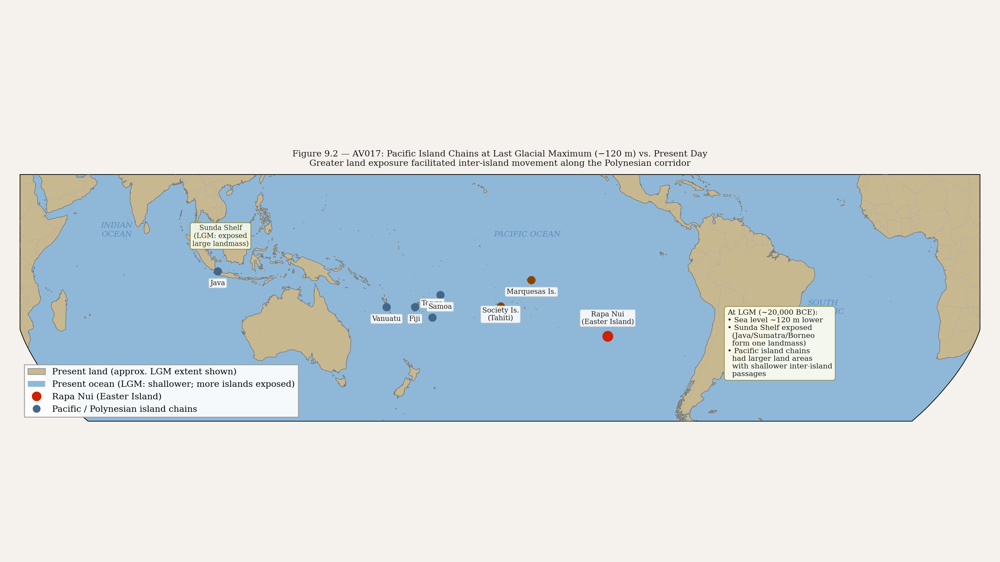 Figure 9.2 — AV017: Pacific Island Chains at Last Glacial Maximum (−120 m) vs. Present Day
Greater land exposure facilitated inter-island movement along the Polynesian corridor
INDIAN
OCEAN
Sunda Shelf
(LGM: exposed
large landmass)
PACIFIC OCEAN
Java
Marquesas Is.
Samoa
Vanuatu
Fiji
Society Is.
(Tahiti)
Rapa Nui
(Easter Island)
SOUTH
At LGM (~20,000 BCE):
• Sea level ~120 m lower
• Sunda Shelf exposed
(Java/Sumatra/Borneo
form one landmass)
• Pacific island chains
had larger land areas
with shallower inter-island
passages
Present land (approx. LGM extent shown)
Present ocean (LGM: shallower; more islands exposed)
Rapa Nui (Easter Island)
Pacific / Polynesian island chains